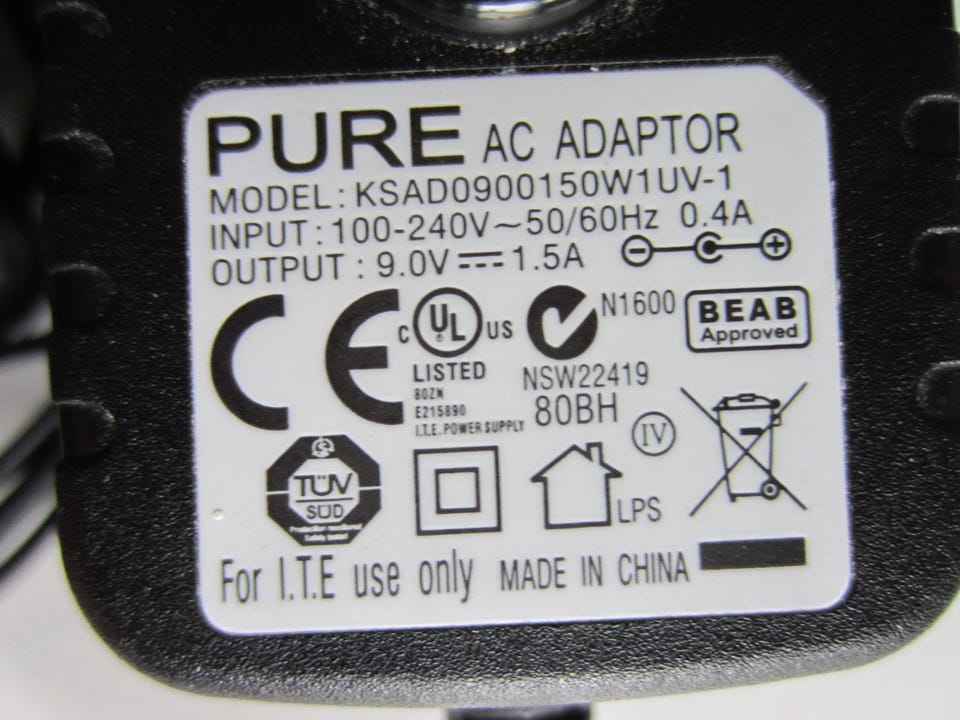 PURE AC ADAPTOR
MODEL: KSAD0900150W1UV-1
INPUT: 100-240V~50/60Hz 0.4A
OUTPUT : 9.0V⎓1.5A
CE
c UL US
LISTED
80ZN
E215890
I.T.E. POWER SUPPLY
N1600
NSW22419
80BH
BEAB
Approved
IV
TÜV
SÜD
LPS
For I.T.E use only MADE IN CHINA